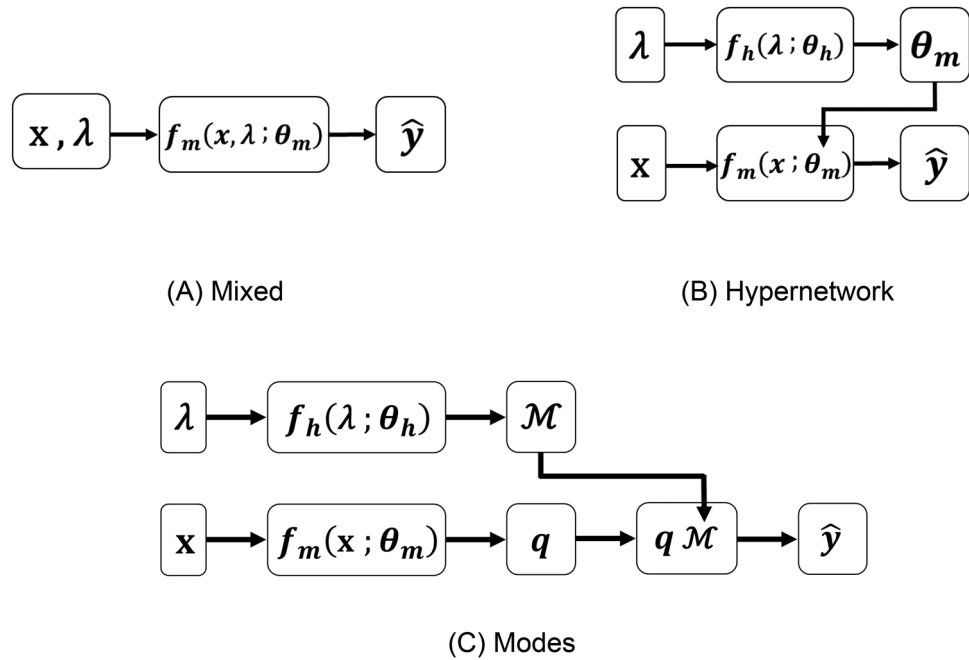 x , λ
f_m(x, λ ; θ_m)
ŷ
(A) Mixed
λ
f_h(λ ; θ_h)
θ_m
x
f_m(x ; θ_m)
ŷ
(B) Hypernetwork
λ
f_h(λ ; θ_h)
ℳ
x
f_m(x ; θ_m)
q
q ℳ
ŷ
(C) Modes